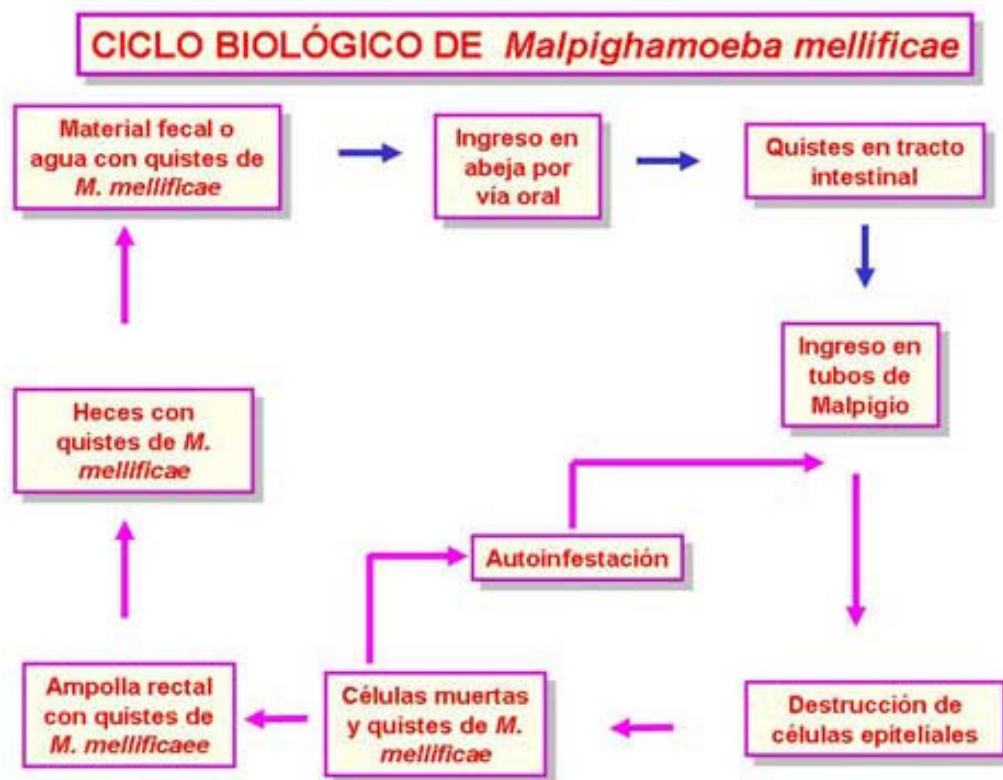 CICLO BIOLÓGICO DE Malpighamoeba mellificae
Material fecal o
agua con quistes de
M. mellificae
Ingreso en
abeja por
vía oral
Quistes en tracto
intestinal
Ingreso en
tubos de
Malpigio
Heces con
quistes de M.
mellificae
Autoinfestación
Ampolla rectal
con quistes de
M. mellificaee
Células muertas
y quistes de M.
mellificae
Destrucción de
células epiteliales